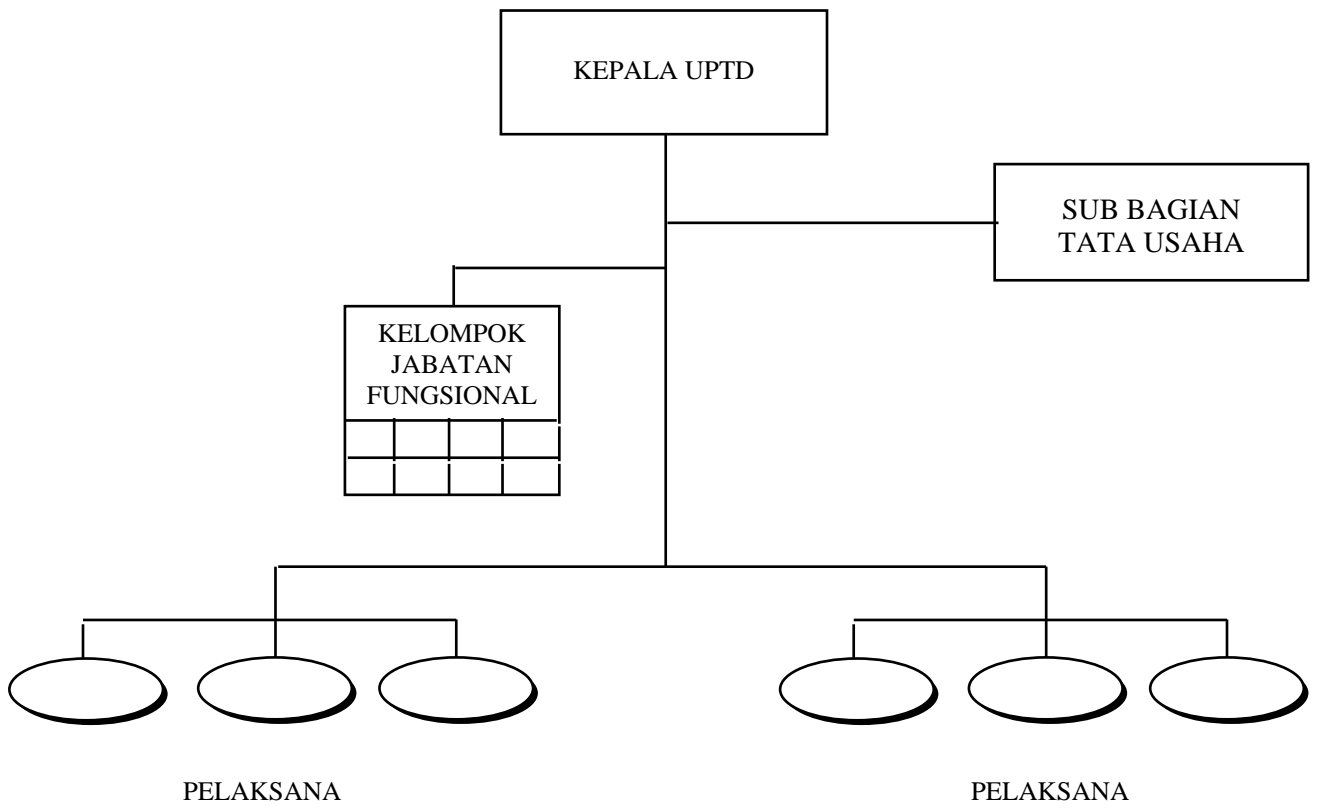 KEPALA UPTD
SUB BAGIAN
TATA USAHA
KELOMPOK
JABATAN
FUNGSIONAL
PELAKSANA
PELAKSANA